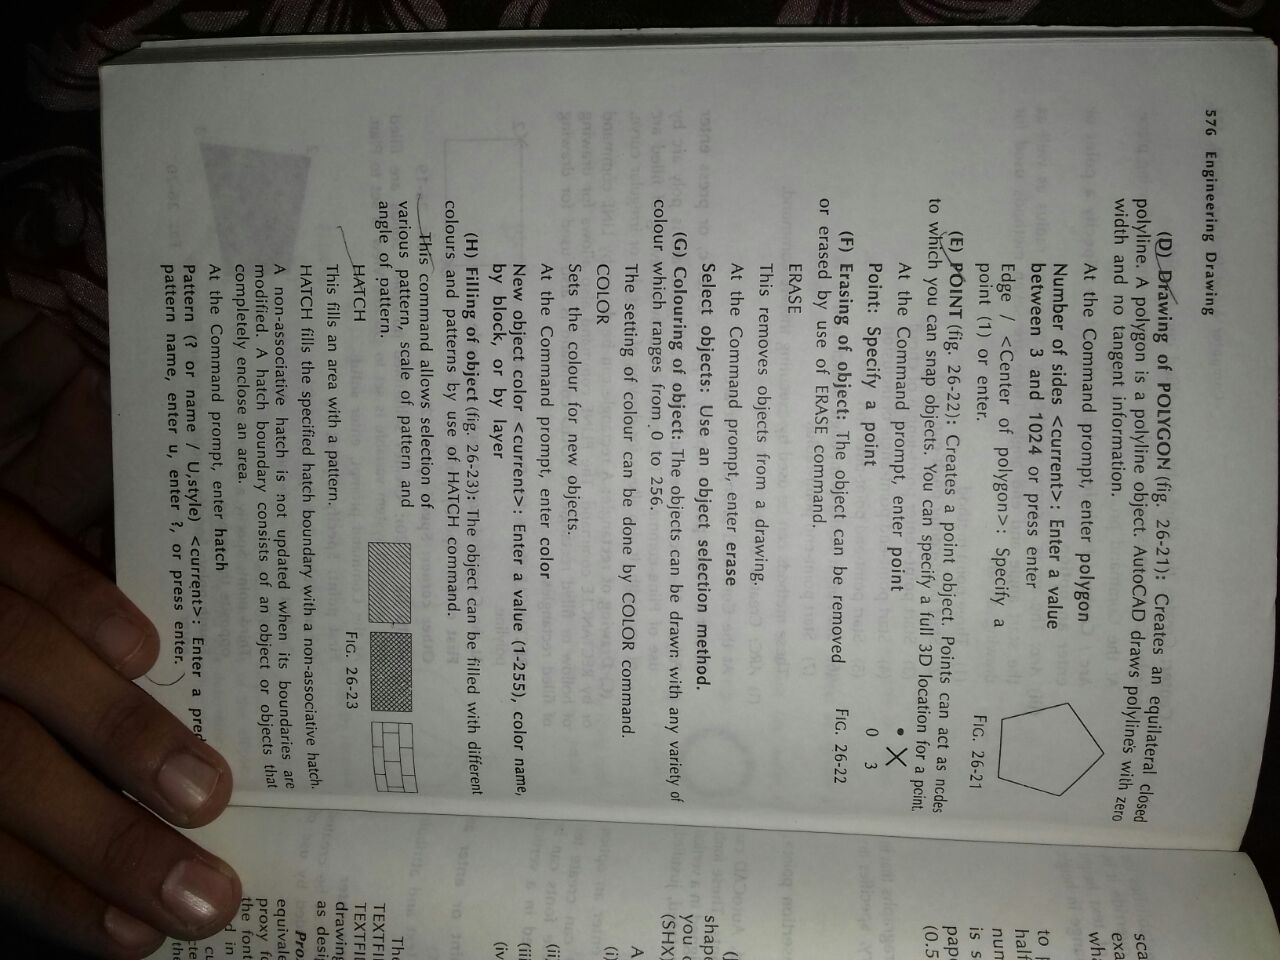 576 Engineering Drawing
(D) Drawing of POLYGON (fig. 26-21): Creates an equilateral closed
polyline. A polygon is a polyline object. AutoCAD draws polylines with zero
width and no tangent information.
At the Command prompt, enter polygon
Number of sides <current>: Enter a value
between 3 and 1024 or press enter
Edge / <Center of polygon>: Specify a
point (1) or enter.
FIG. 26-21
(E) POINT (fig. 26-22): Creates a point object. Points can act as nodes
to which you can snap objects. You can specify a full 3D location for a point.
At the Command prompt, enter point
Point: Specify a point
0 3
FIG. 26-22
(F) Erasing of object: The object can be removed
or erased by use of ERASE command.
ERASE
This removes objects from a drawing.
At the Command prompt, enter erase
Select objects: Use an object selection method.
(G) Colouring of object: The objects can be drawn with any variety of
colour which ranges from 0 to 256.
The setting of colour can be done by COLOR command.
COLOR
Sets the colour for new objects.
At the Command prompt, enter color
New object color <current>: Enter a value (1-255), color name,
by block, or by layer
(H) Filling of object (fig. 26-23): The object can be filled with different
colours and patterns by use of HATCH command.
This command allows selection of
various pattern, scale of pattern and
angle of pattern.
FIG. 26-23
HATCH
This fills an area with a pattern.
HATCH fills the specified hatch boundary with a non-associative hatch.
A non-associative hatch is not updated when its boundaries are
modified. A hatch boundary consists of an object or objects that
completely enclose an area.
At the Command prompt, enter hatch
Pattern (? or name / U,style) <current>: Enter a pred
pattern name, enter u, enter ?, or press enter.
sca
exa
wha
to
half
num
is s
pap
(0.5
shape
you
(SHX)
A
(i)
(ii
(iii
(iv
The
TEXTFI
TEXTFI
drawing
as desi
Pro
equivale
proxy fo
the font
d in
cu
the